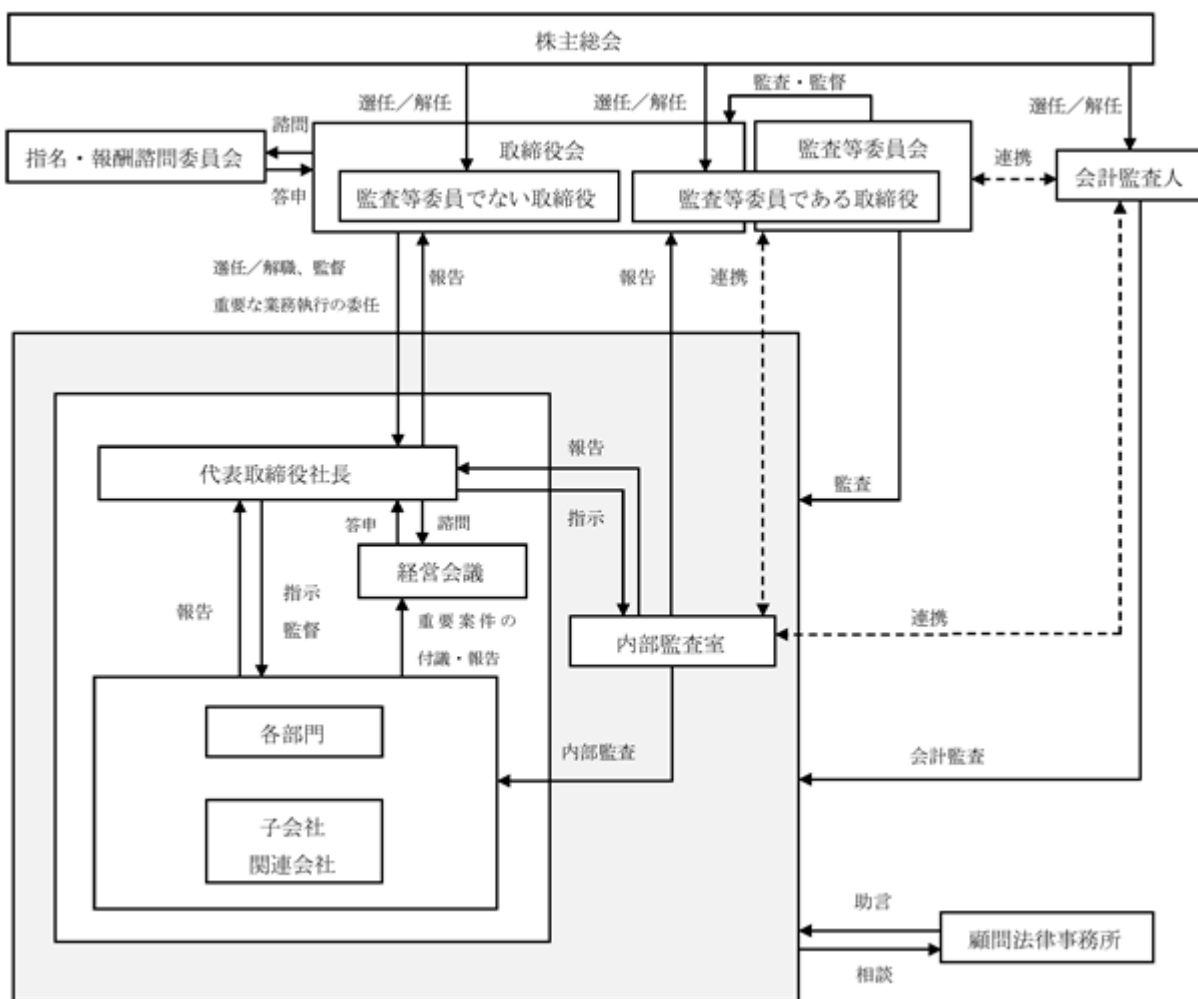 株主総会
選任／解任
選任／解任
監査・監督
選任／解任
諮問
指名・報酬諮問委員会
答申
取締役会
監査等委員会
監査等委員でない取締役
監査等委員である取締役
連携
会計監査人
選任／解職、監督
重要な業務執行の委任
報告
報告
連携
代表取締役社長
報告
指示
監査
答申
諮問
経営会議
報告
指示
監督
重要案件の
付議・報告
内部監査室
連携
各部門
子会社
関連会社
内部監査
会計監査
助言
顧問法律事務所
相談